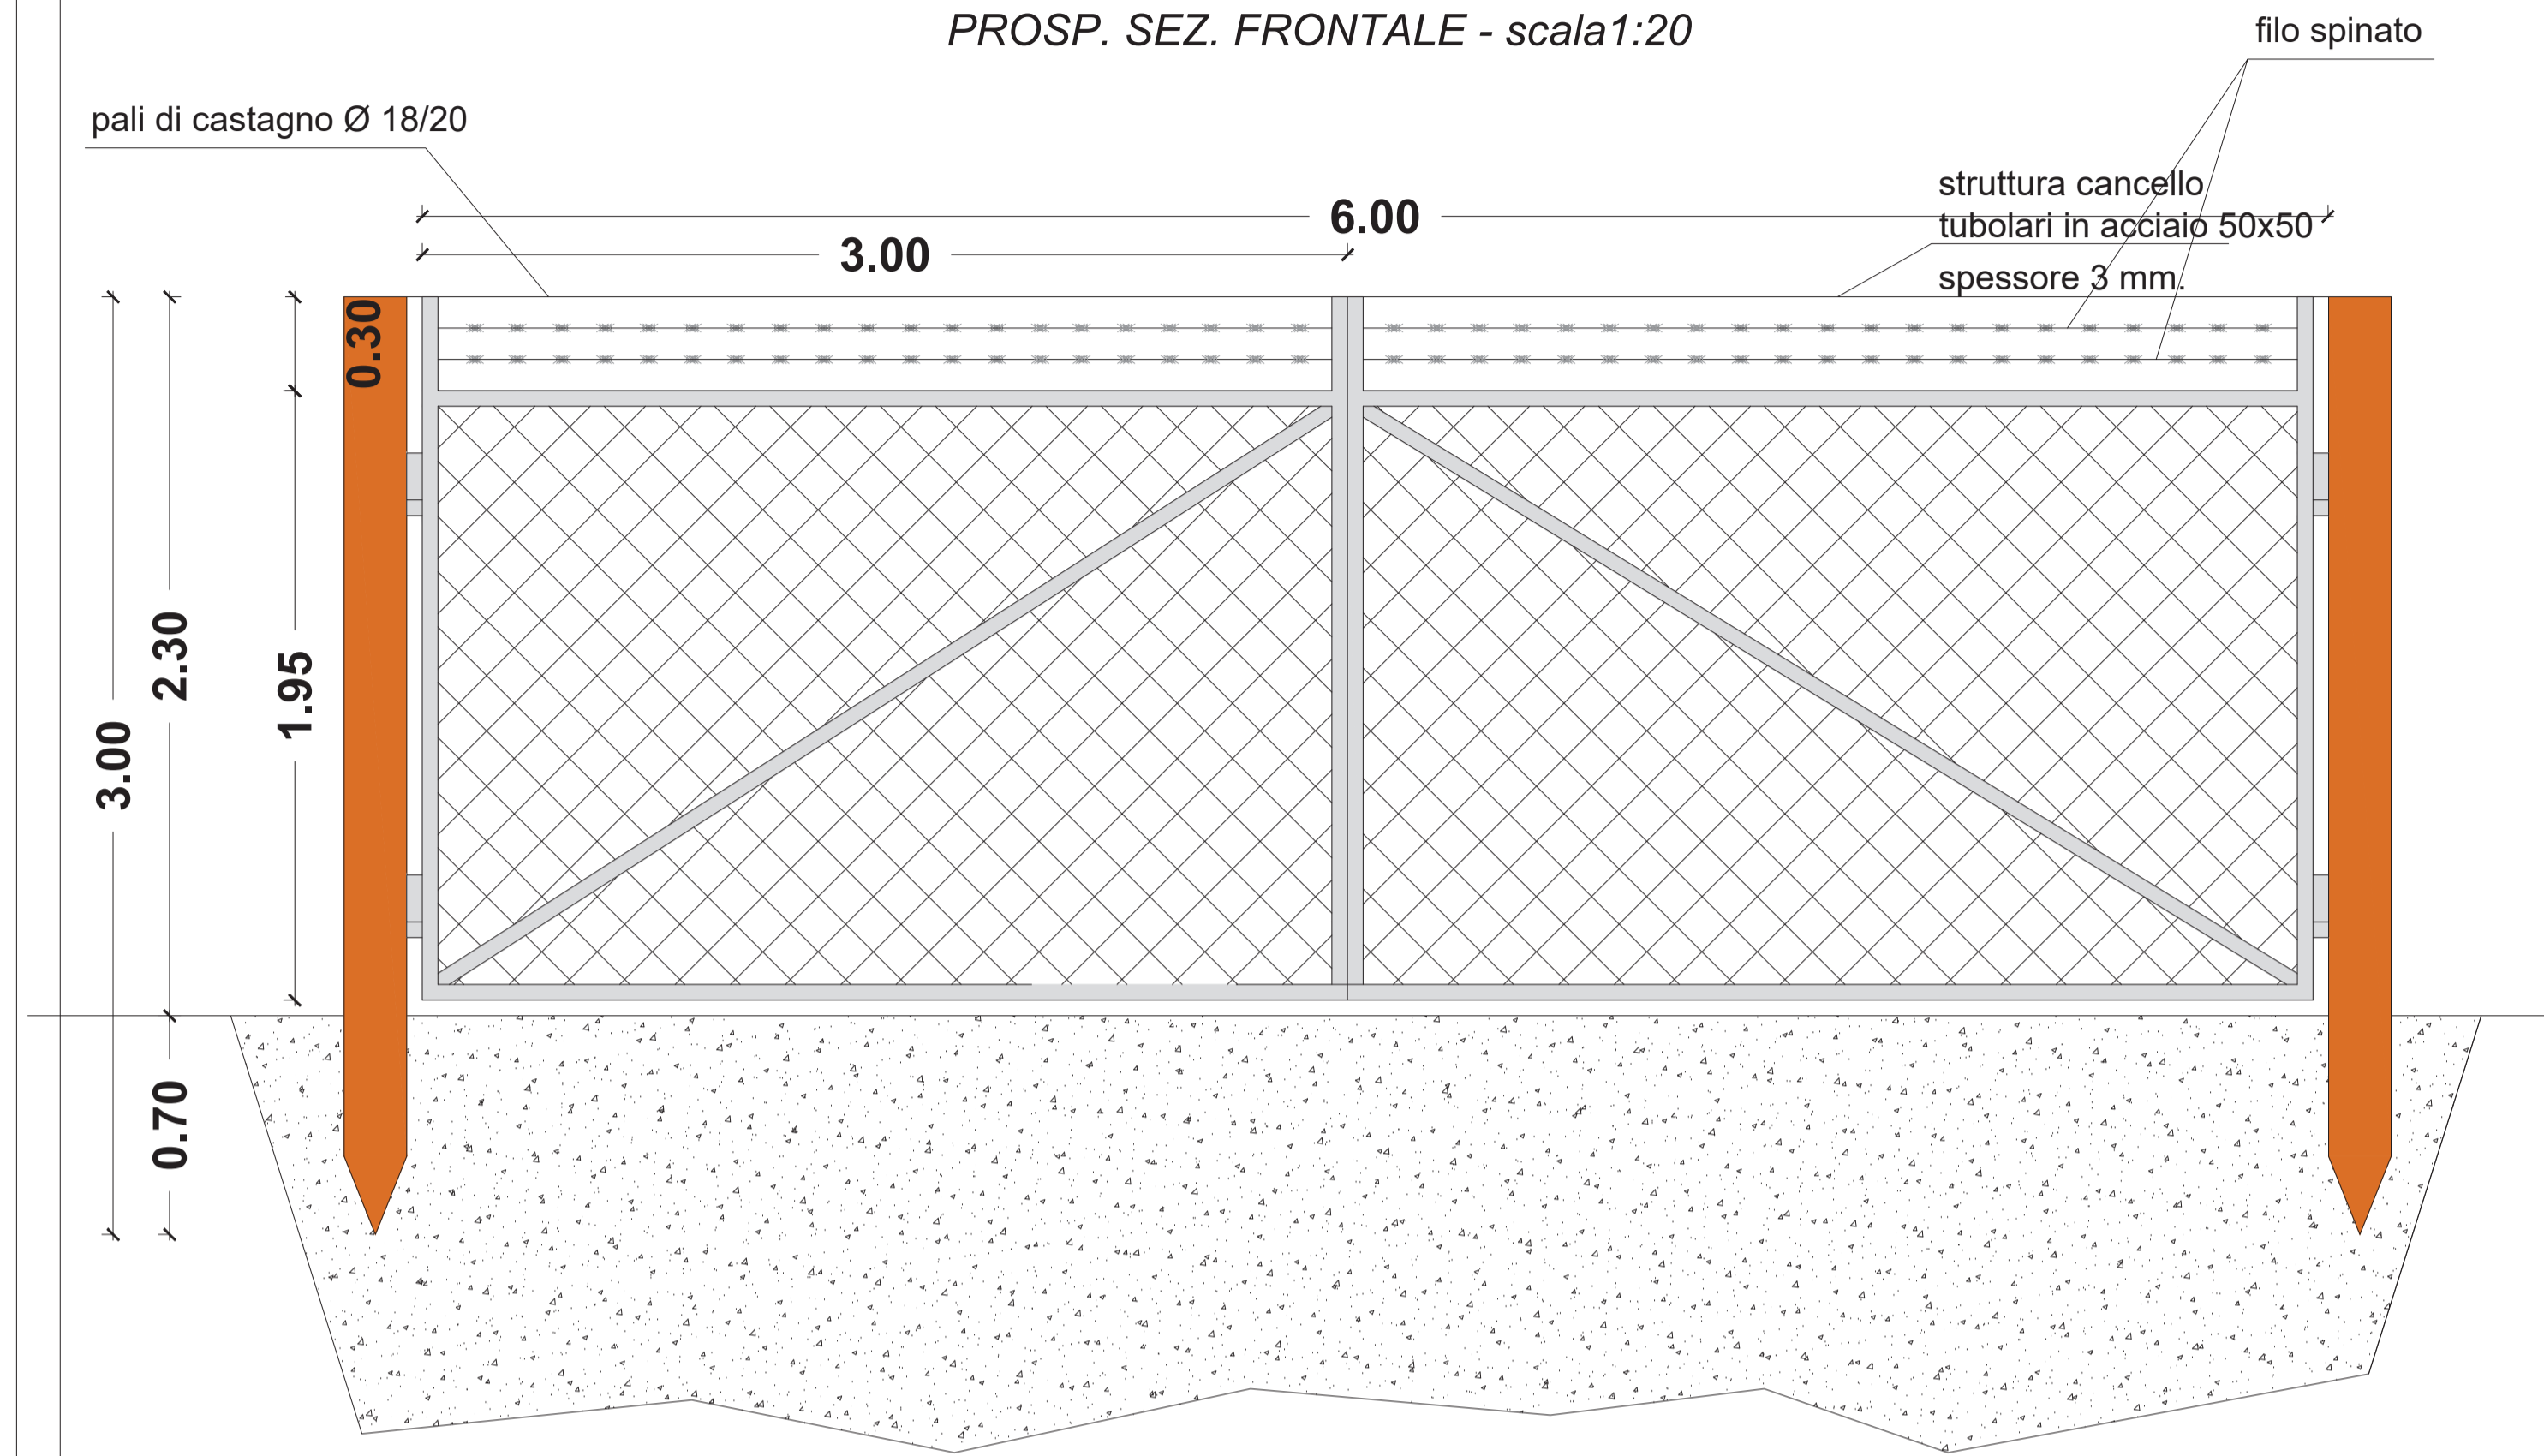 PROSP. SEZ. FRONTALE - scala1:20
filo spinato
pali di castagno Ø 18/20
struttura cancello
tubolari in acciaio 50x50
spessore 3 mm.
6.00
3.00
0.30
2.30
1.95
3.00
0.70